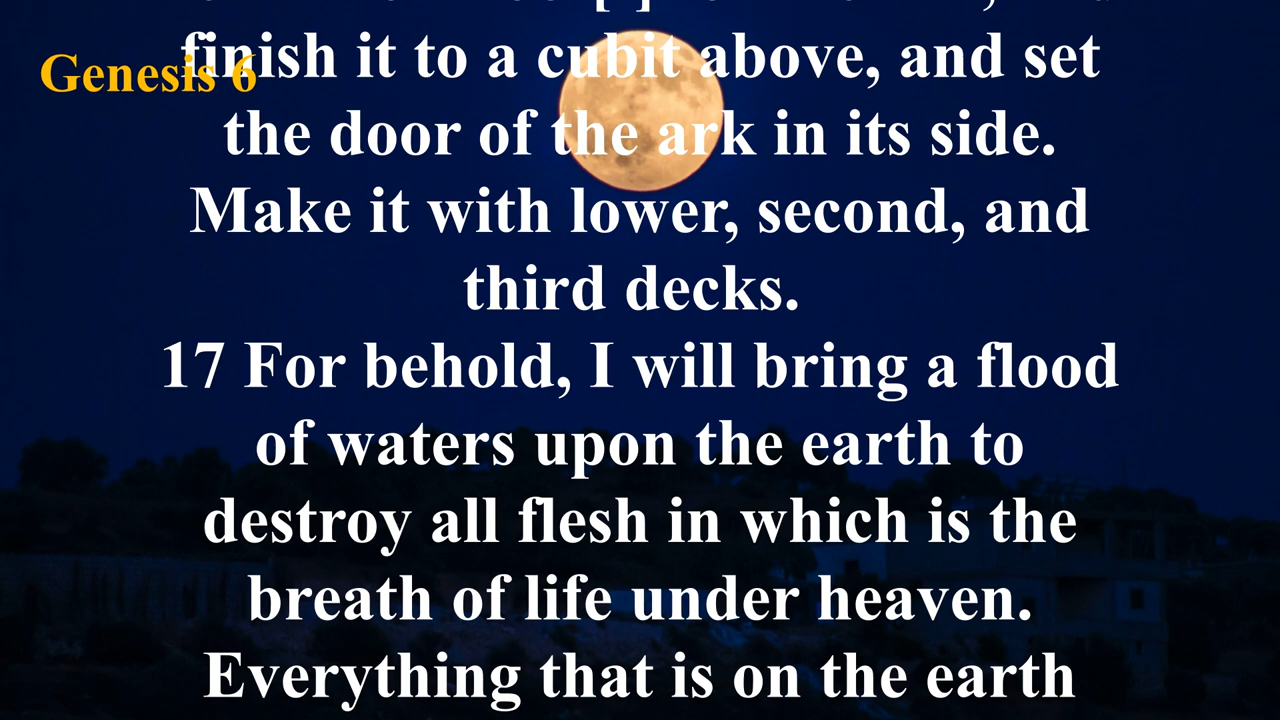 Genesis 6
finish it to a cubit above, and set
the door of the ark in its side.
Make it with lower, second, and
third decks.
17 For behold, I will bring a flood
of waters upon the earth to
destroy all flesh in which is the
breath of life under heaven.
Everything that is on the earth